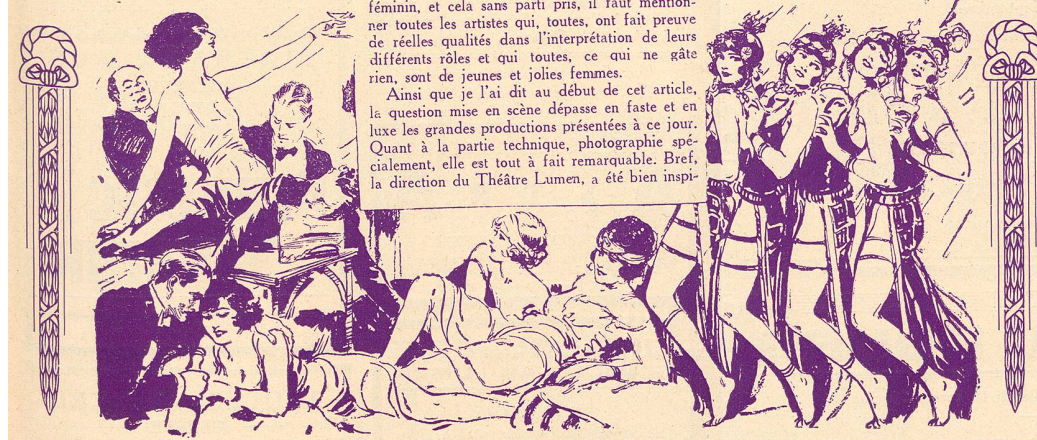 féminin, et cela sans parti pris, il faut mention-
ner toutes les artistes qui, toutes, ont fait preuve
de réelles qualités dans l'interprétation de leurs
différents rôles et qui toutes, ce qui ne gâte
rien, sont de jeunes et jolies femmes.
Ainsi que je l'ai dit au début de cet article,
la question mise en scène dépasse en faste et en
luxe les grandes productions présentées à ce jour.
Quant à la partie technique, photographie spé-
cialement, elle est tout à fait remarquable. Bref,
la direction du Théâtre Lumen, a été bien inspi-